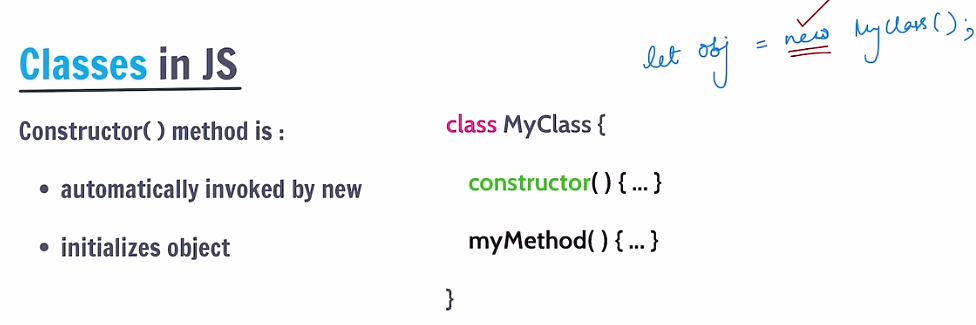 let obj = new MyClass();
Classes in JS
Constructor( ) method is :
• automatically invoked by new
• initializes object
class MyClass {
constructor( ) { ... }
myMethod( ) { ... }
}